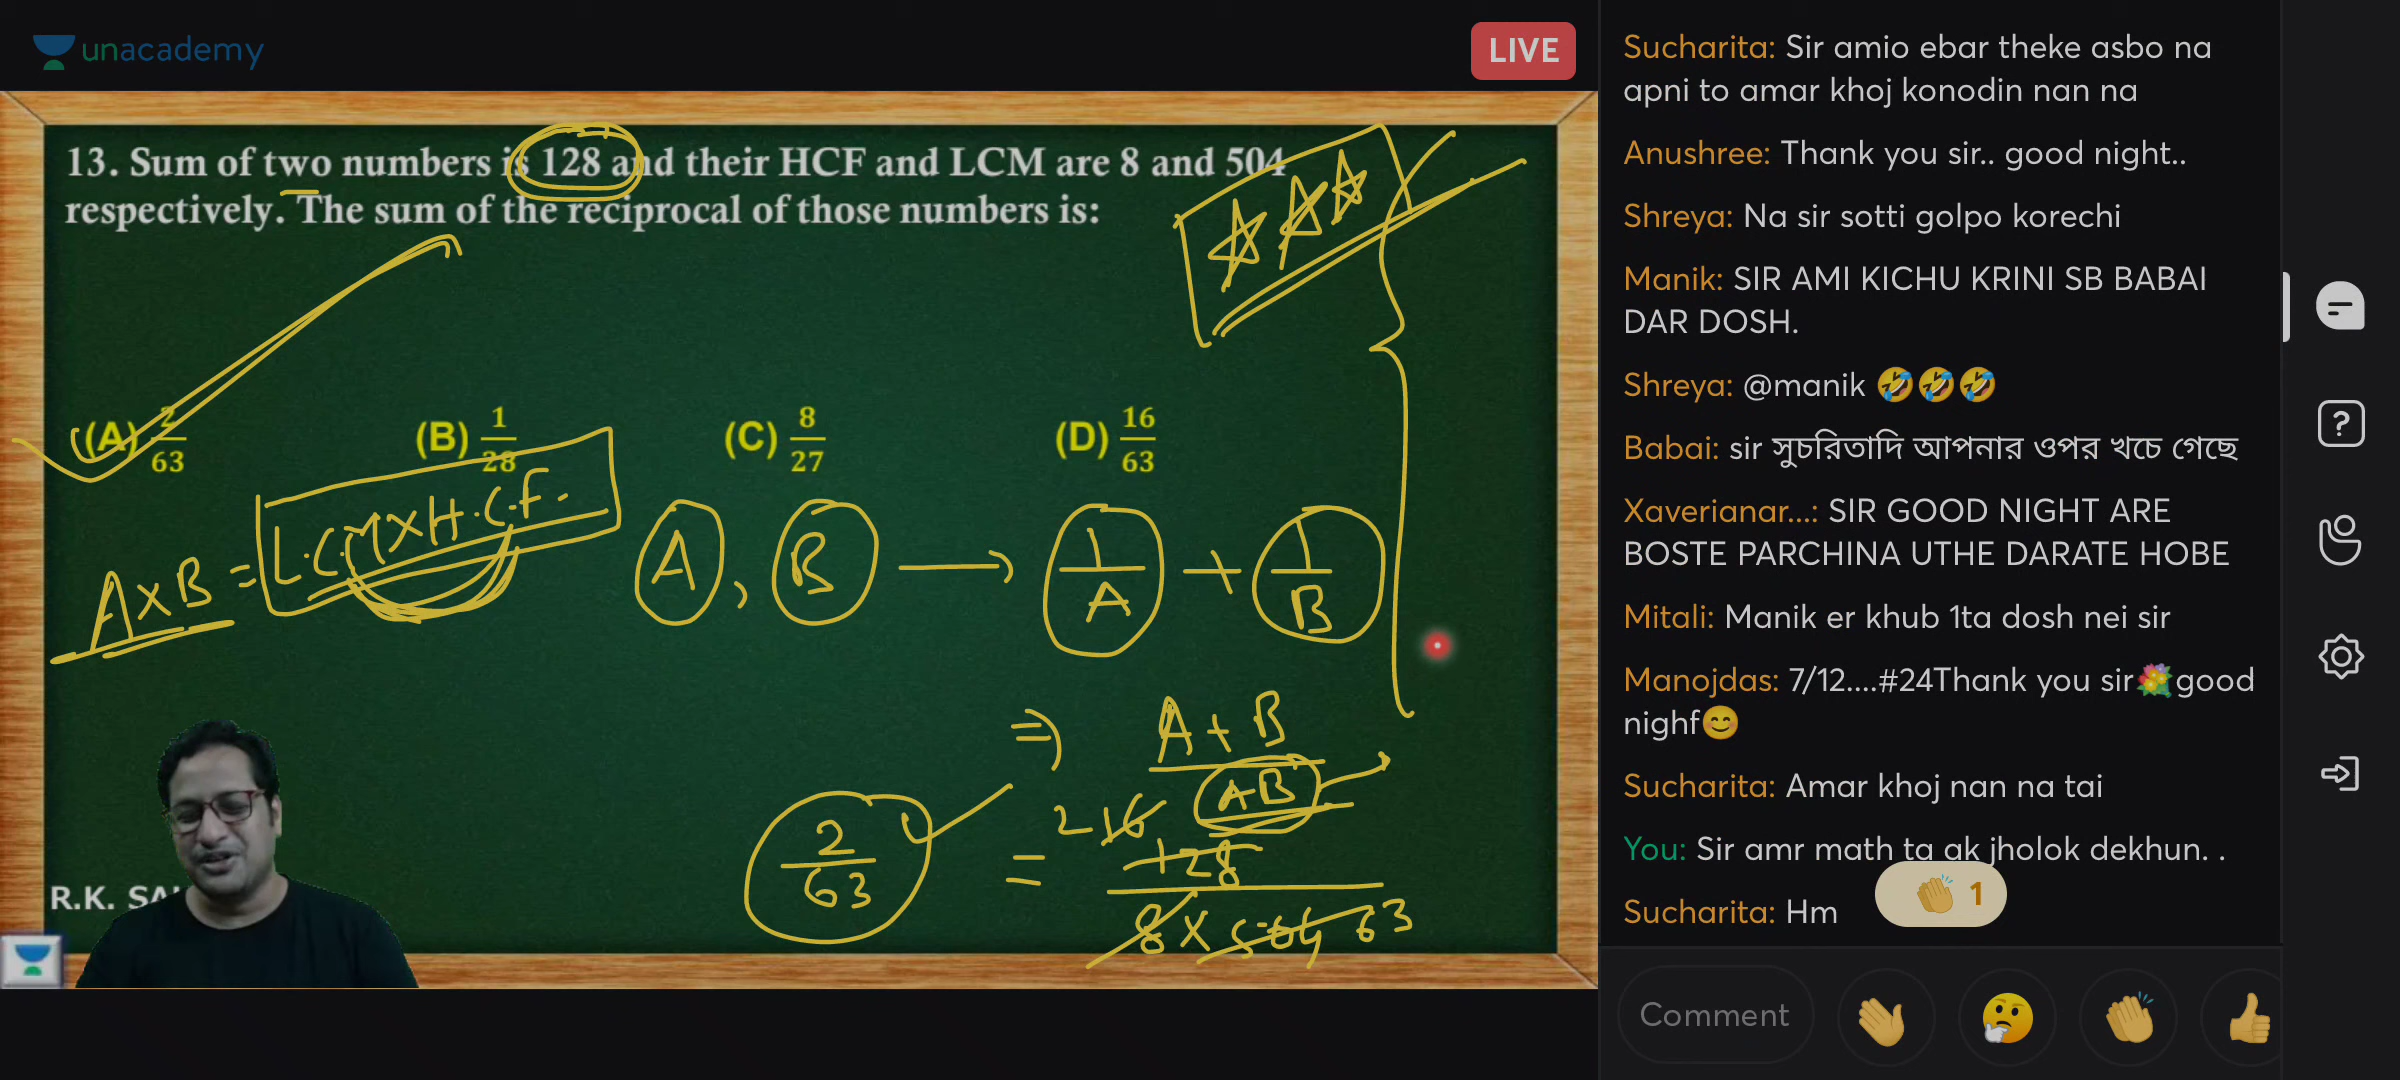 unacademy
LIVE
13. Sum of two numbers is 128 and their HCF and LCM are 8 and 504
respectively. The sum of the reciprocal of those numbers is:
(A) 2/63 (B) 1/28 (C) 8/27 (D) 16/63
A×B = L.C.M×H.C.F.
A, B → 1/A + 1/B
⇒ A+B/AB
2 16
= 128
8×504 63
2/63
R.K.
Sucharita: Sir amio ebar theke asbo na
apni to amar khoj konodin nan na
Anushree: Thank you sir.. good night..
Shreya: Na sir sotti golpo korechi
Manik: SIR AMI KICHU KRINI SB BABAI
DAR DOSH.
Shreya: @manik 🤣🤣🤣
Babai: sir সুচরিতাদি আপনার ওপর খচে গেছে
Xaverianar...: SIR GOOD NIGHT ARE
BOSTE PARCHINA UTHE DARATE HOBE
Mitali: Manik er khub 1ta dosh nei sir
Manojdas: 7/12....#24Thank you sir💐good
nighf😊
Sucharita: Amar khoj nan na tai
You: Sir amr math ta ak jholok dekhun. .
👏 1
Sucharita: Hm
Comment